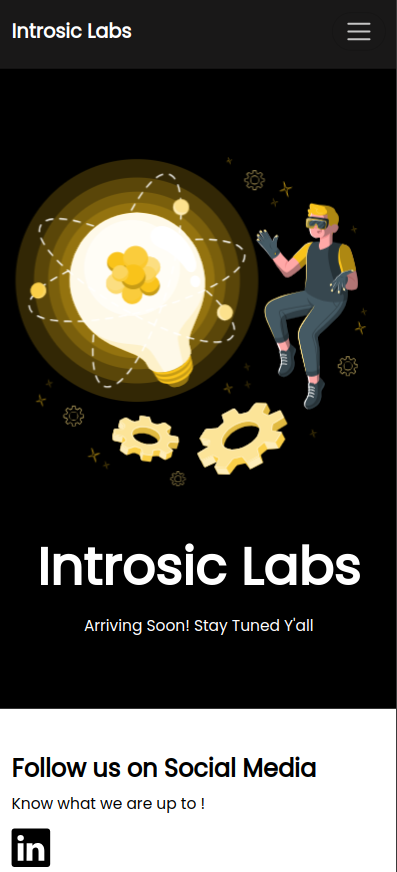 Introsic Labs
Introsic Labs
Arriving Soon! Stay Tuned Y'all
Follow us on Social Media
Know what we are up to !
in